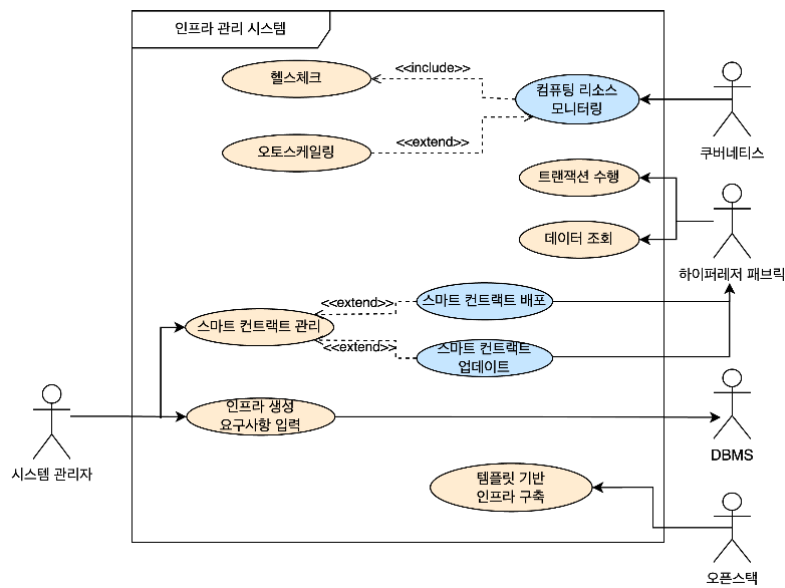 인프라 관리 시스템
헬스체크
<<include>>
컴퓨팅 리소스
모니터링
오토스케일링
<<extend>>
쿠버네티스
트랜잭션 수행
데이터 조회
하이퍼레저 패브릭
스마트 컨트랙트 관리
<<extend>>
스마트 컨트랙트 배포
<<extend>>
스마트 컨트랙트
업데이트
인프라 생성
요구사항 입력
시스템 관리자
DBMS
템플릿 기반
인프라 구축
오픈스택